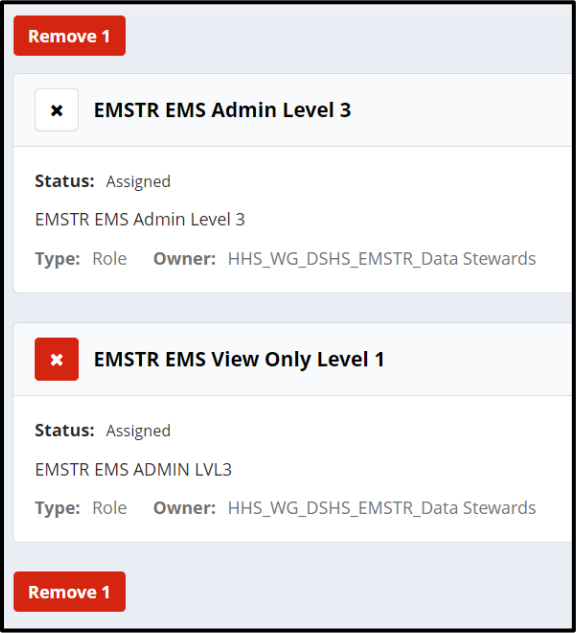 Remove 1
EMSTR EMS Admin Level 3
Status: Assigned
EMSTR EMS Admin Level 3
Type: Role Owner: HHS_WG_DSHS_EMSTR_Data Stewards
EMSTR EMS View Only Level 1
Status: Assigned
EMSTR EMS ADMIN LVL3
Type: Role Owner: HHS_WG_DSHS_EMSTR_Data Stewards
Remove 1